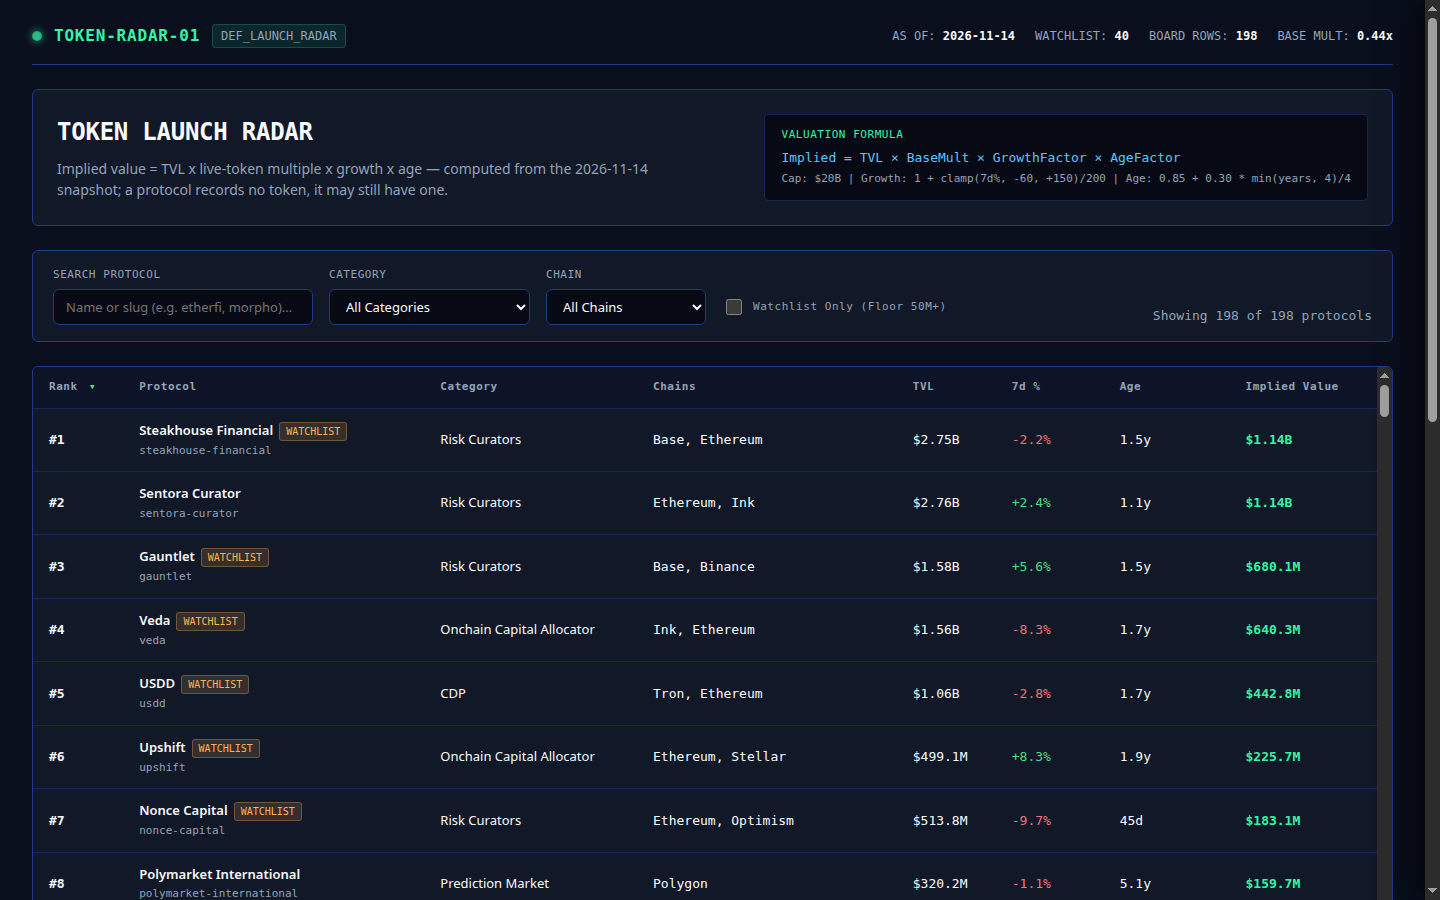 TOKEN-RADAR-01 DEF_LAUNCH_RADAR AS OF: 2026-11-14 WATCHLIST: 40 BOARD ROWS: 198 BASE MULT: 0.44x
TOKEN LAUNCH RADAR
Implied value = TVL x live-token multiple x growth x age — computed from the 2026-11-14
snapshot; a protocol records no token, it may still have one.
VALUATION FORMULA
Implied = TVL × BaseMult × GrowthFactor × AgeFactor
Cap: $20B | Growth: 1 + clamp(7d%, -60, +150)/200 | Age: 0.85 + 0.30 * min(years, 4)/4
SEARCH PROTOCOL CATEGORY CHAIN
Name or slug (e.g. etherfi, morpho)... All Categories All Chains Watchlist Only (Floor 50M+)
Showing 198 of 198 protocols
Rank ▾ Protocol Category Chains TVL 7d % Age Implied Value
#1 Steakhouse Financial WATCHLIST Risk Curators Base, Ethereum $2.75B -2.2% 1.5y $1.14B
steakhouse-financial
#2 Sentora Curator Risk Curators Ethereum, Ink $2.76B +2.4% 1.1y $1.14B
sentora-curator
#3 Gauntlet WATCHLIST Risk Curators Base, Binance $1.58B +5.6% 1.5y $680.1M
gauntlet
#4 Veda WATCHLIST Onchain Capital Allocator Ink, Ethereum $1.56B -8.3% 1.7y $640.3M
veda
#5 USDD WATCHLIST CDP Tron, Ethereum $1.06B -2.8% 1.7y $442.8M
usdd
#6 Upshift WATCHLIST Onchain Capital Allocator Ethereum, Stellar $499.1M +8.3% 1.9y $225.7M
upshift
#7 Nonce Capital WATCHLIST Risk Curators Ethereum, Optimism $513.8M -9.7% 45d $183.1M
nonce-capital
#8 Polymarket International Prediction Market Polygon $320.2M -1.1% 5.1y $159.7M
polymarket-international